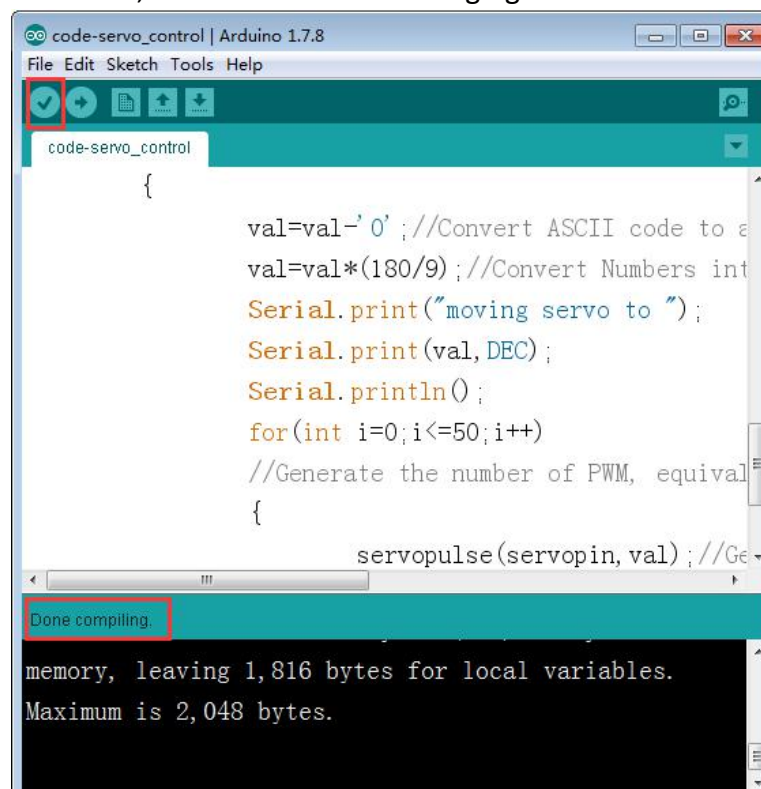 code-servo_control | Arduino 1.7.8
File Edit Sketch Tools Help
code-servo_control
{
val=val-'0';//Convert ASCII code to a
val=val*(180/9);//Convert Numbers int
Serial.print("moving servo to ");
Serial.print(val,DEC);
Serial.println();
for(int i=0;i<=50;i++)
//Generate the number of PWM, equival
{
servopulse(servopin,val);//Ge
Done compiling.
memory, leaving 1,816 bytes for local variables.
Maximum is 2,048 bytes.